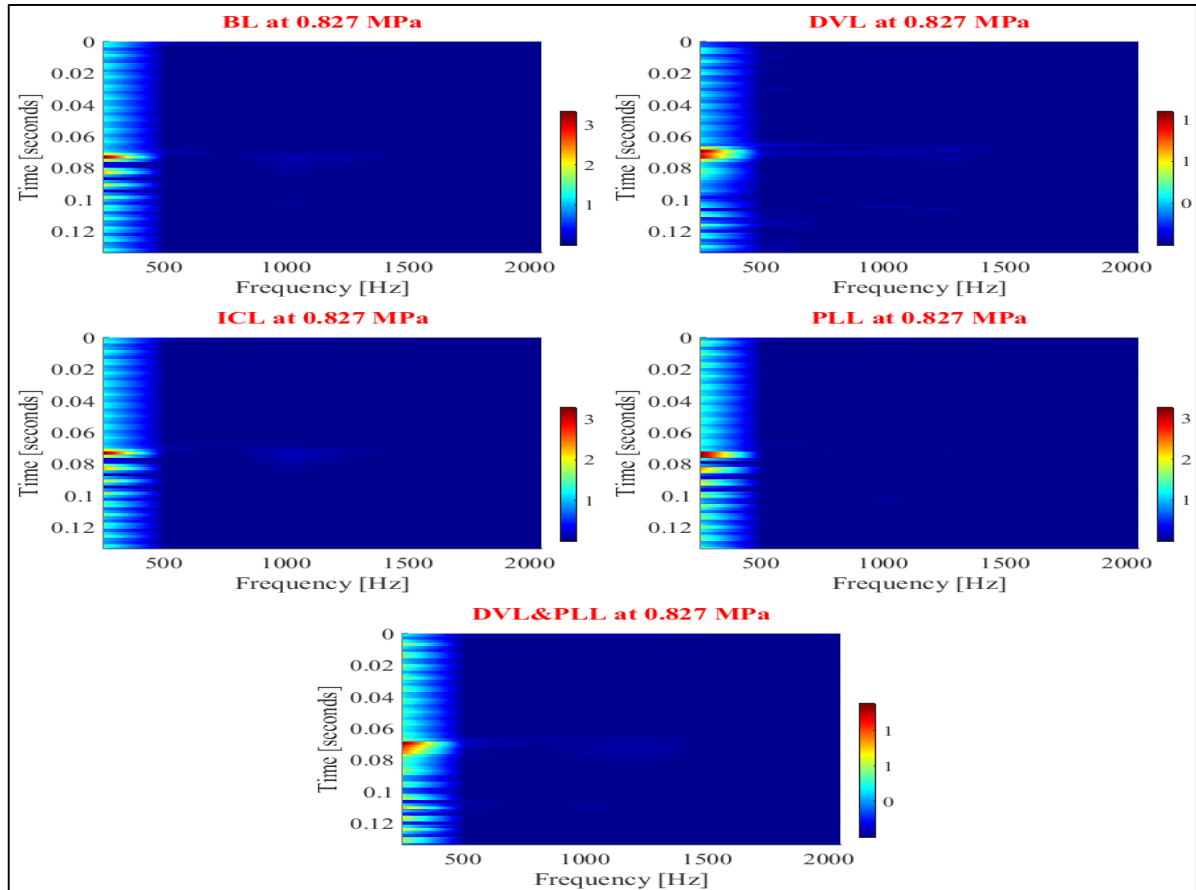 BL at 0.827 MPa
0
0.02
0.04
0.06
0.08
0.1
0.12
Time [seconds]
500 1000 1500 2000
Frequency [Hz]
3
2
1
DVL at 0.827 MPa
0
0.02
0.04
0.06
0.08
0.1
0.12
Time [seconds]
500 1000 1500 2000
Frequency [Hz]
1
1
0
ICL at 0.827 MPa
0
0.02
0.04
0.06
0.08
0.1
0.12
Time [seconds]
500 1000 1500 2000
Frequency [Hz]
3
2
1
PLL at 0.827 MPa
0
0.02
0.04
0.06
0.08
0.1
0.12
Time [seconds]
500 1000 1500 2000
Frequency [Hz]
3
2
1
DVL&PLL at 0.827 MPa
0
0.02
0.04
0.06
0.08
0.1
0.12
Time [seconds]
500 1000 1500 2000
Frequency [Hz]
1
1
0